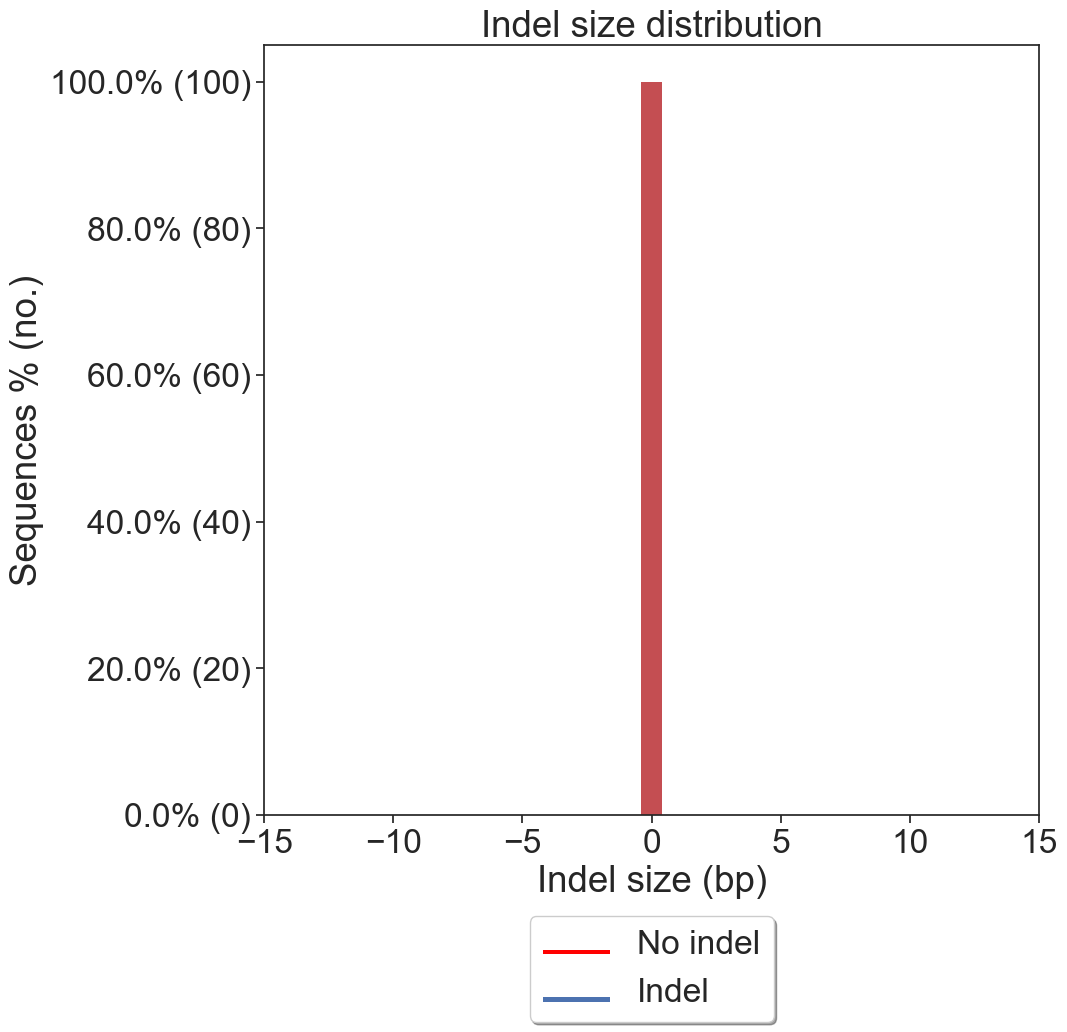 Indel size distribution
Sequences % (no.)
100.0% (100)
80.0% (80)
60.0% (60)
40.0% (40)
20.0% (20)
0.0% (0)
−15 −10 −5 0 5 10 15
Indel size (bp)
No indel
Indel